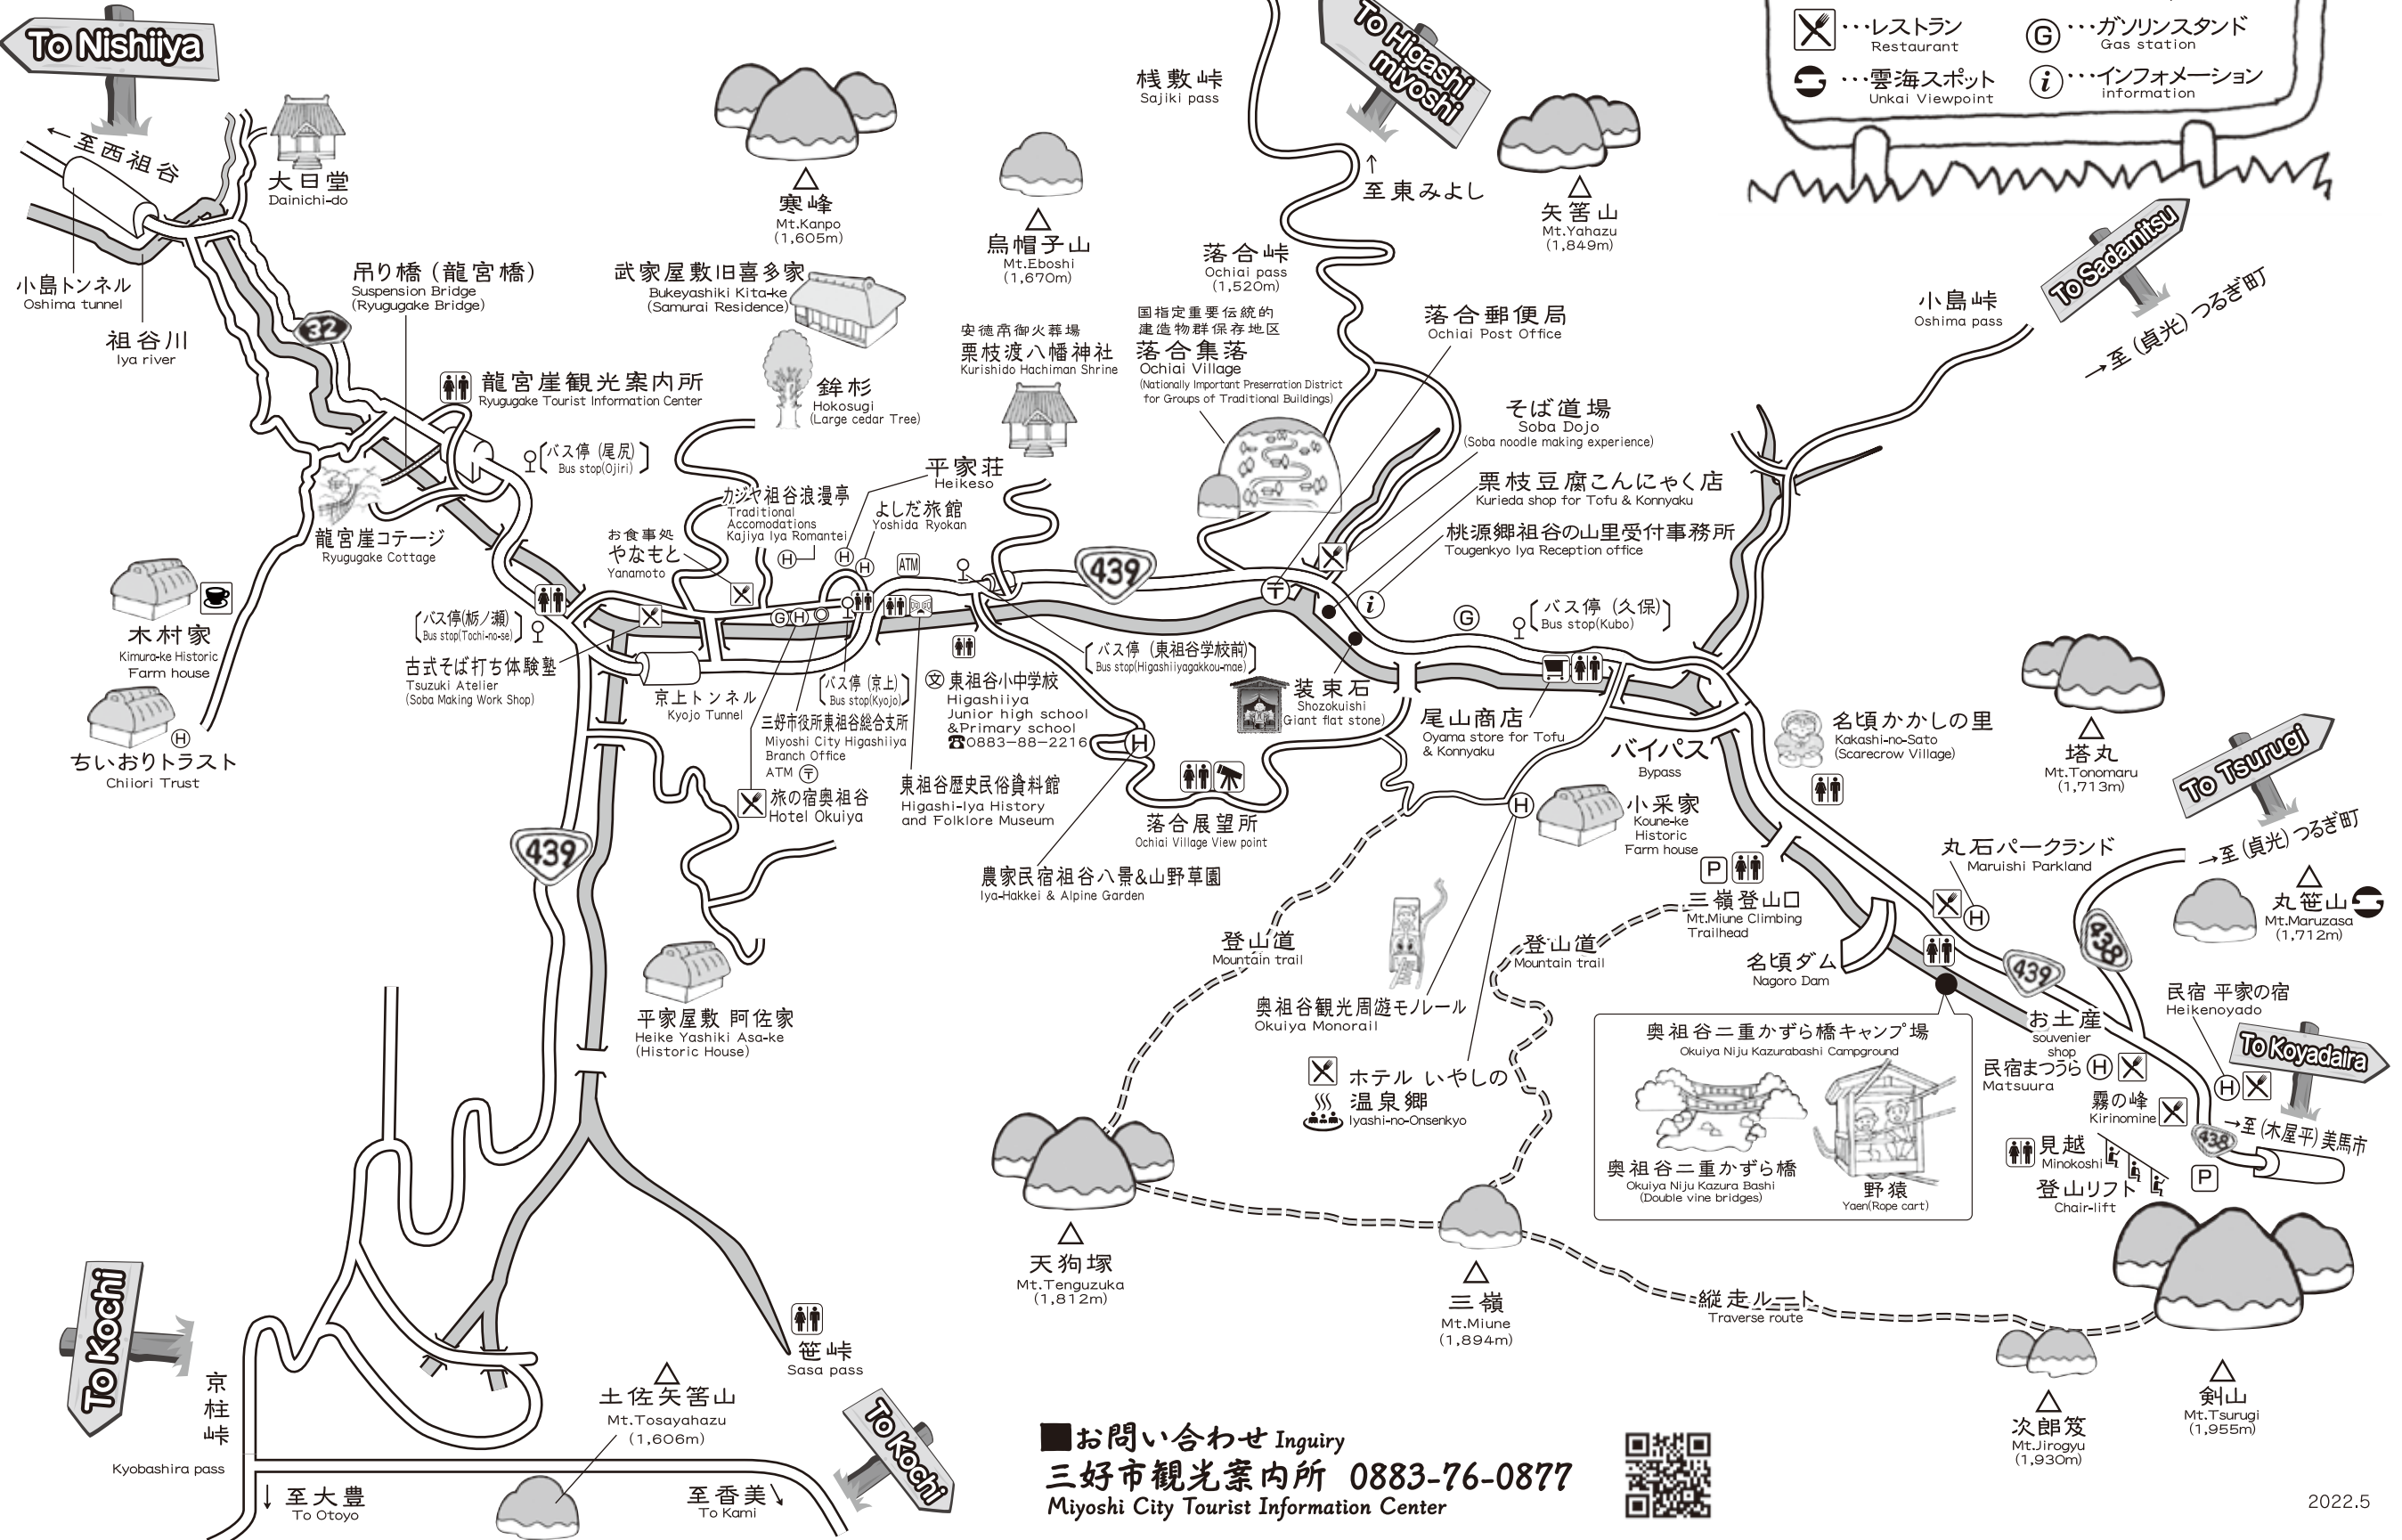 To Nishiiya
←至西祖谷
大日堂
Dainichi-do
小島トンネル
Oshima tunnel
祖谷川
Iya river
32
吊り橋（龍宮橋）
Suspension Bridge
(Ryugugake Bridge)
龍宮崖観光案内所
Ryugugake Tourist Information Center
バス停（尾尻）
Bus stop(Ojiri)
龍宮崖コテージ
Ryugugake Cottage
木村家
Kimura-ke Historic
Farm house
H
ちいおりトラスト
Chiiori Trust
寒峰
Mt.Kanpo
(1,605m)
烏帽子山
Mt.Eboshi
(1,670m)
武家屋敷旧喜多家
Bukeyashiki Kita-ke
(Samurai Residence)
鉾杉
Hokosugi
(Large cedar Tree)
安徳帝御火葬場
栗枝渡八幡神社
Kurishido Hachiman Shrine
平家荘
Heikeso
カジヤ祖谷浪漫亭
Traditional
Accomodations
Kajiya Iya Romantei
H
よしだ旅館
Yoshida Ryokan
H
H
ATM
お食事処
やなもと
Yanamoto
バス停(栃ノ瀬)
Bus stop(Tochi-no-se)
古式そば打ち体験塾
Tsuzuki Atelier
(Soba Making Work Shop)
京上トンネル
Kyojo Tunnel
G
H
バス停（京上）
Bus stop(Kyojo)
三好市役所東祖谷総合支所
Miyoshi City Higashiiya
Branch Office
ATM 〒
旅の宿奥祖谷
Hotel Okuiya
東祖谷歴史民俗資料館
Higashi-Iya History
and Folklore Museum
文 東祖谷小中学校
Higashiiya
Junior high school
&Primary school
☎0883−88−2216
バス停（東祖谷学校前）
Bus stop(Higashiiyagakkou-mae)
桟敷峠
Sajiki pass
To Higashi
miyoshi
↑
至東みよし
矢筈山
Mt.Yahazu
(1,849m)
落合峠
Ochiai pass
(1,520m)
国指定重要伝統的
建造物群保存地区
落合集落
Ochiai Village
(Nationally Important Preserration District
for Groups of Traditional Buildings)
落合郵便局
Ochiai Post Office
そば道場
Soba Dojo
(Soba noodle making experience)
栗枝豆腐こんにゃく店
Kurieda shop for Tofu & Konnyaku
桃源郷祖谷の山里受付事務所
Tougenkyo Iya Reception office
439
〒
i
G
バス停（久保）
Bus stop(Kubo)
装束石
Shozokuishi
(Giant flat stone)
尾山商店
Oyama store for Tofu
& Konnyaku
バイパス
Bypass
H
落合展望所
Ochiai Village View point
農家民宿祖谷八景&山野草園
Iya-Hakkei & Alpine Garden
H
小采家
Koune-ke
Historic
Farm house
…レストラン
Restaurant
G …ガソリンスタンド
Gas station
…雲海スポット
Unkai Viewpoint
i …インフォメーション
information
To Sadamitsu
→至（貞光）つるぎ町
小島峠
Oshima pass
名頃かかしの里
Kakashi-no-Sato
(Scarecrow Village)
塔丸
Mt.Tonomaru
(1,713m)
To Tsurugi
→至（貞光）つるぎ町
丸笹山
Mt.Maruzasa
(1,712m)
丸石パークランド
Maruishi Parkland
H
P
三嶺登山口
Mt.Miune Climbing
Trailhead
名頃ダム
Nagoro Dam
登山道
Mountain trail
登山道
Mountain trail
439
438
奥祖谷観光周遊モノレール
Okuiya Monorail
ホテル いやしの
温泉郷
Iyashi-no-Onsenkyo
奥祖谷二重かずら橋キャンプ場
Okuiya Niju Kazurabashi Campground
奥祖谷二重かずら橋
Okuiya Niju Kazura Bashi
(Double vine bridges)
野猿
Yaen(Rope cart)
お土産
souvenier
shop
民宿まつうら
Matsuura
H
民宿 平家の宿
Heikenoyado
H
To Koyadaira
霧の峰
Kirinomine
438
→至（木屋平）美馬市
見越
Minokoshi
登山リフト
Chair-lift
P
439
平家屋敷 阿佐家
Heike Yashiki Asa-ke
(Historic House)
天狗塚
Mt.Tenguzuka
(1,812m)
三嶺
Mt.Miune
(1,894m)
縦走ルート
Traverse route
次郎笈
Mt.Jirogyu
(1,930m)
剣山
Mt.Tsurugi
(1,955m)
笹峠
Sasa pass
To Kochi
京柱峠
Kyobashira pass
土佐矢筈山
Mt.Tosayahazu
(1,606m)
To Kochi
↓至大豊
To Otoyo
至香美↘
To Kami
■お問い合わせ Inguiry
三好市観光案内所 0883-76-0877
Miyoshi City Tourist Information Center
2022.5